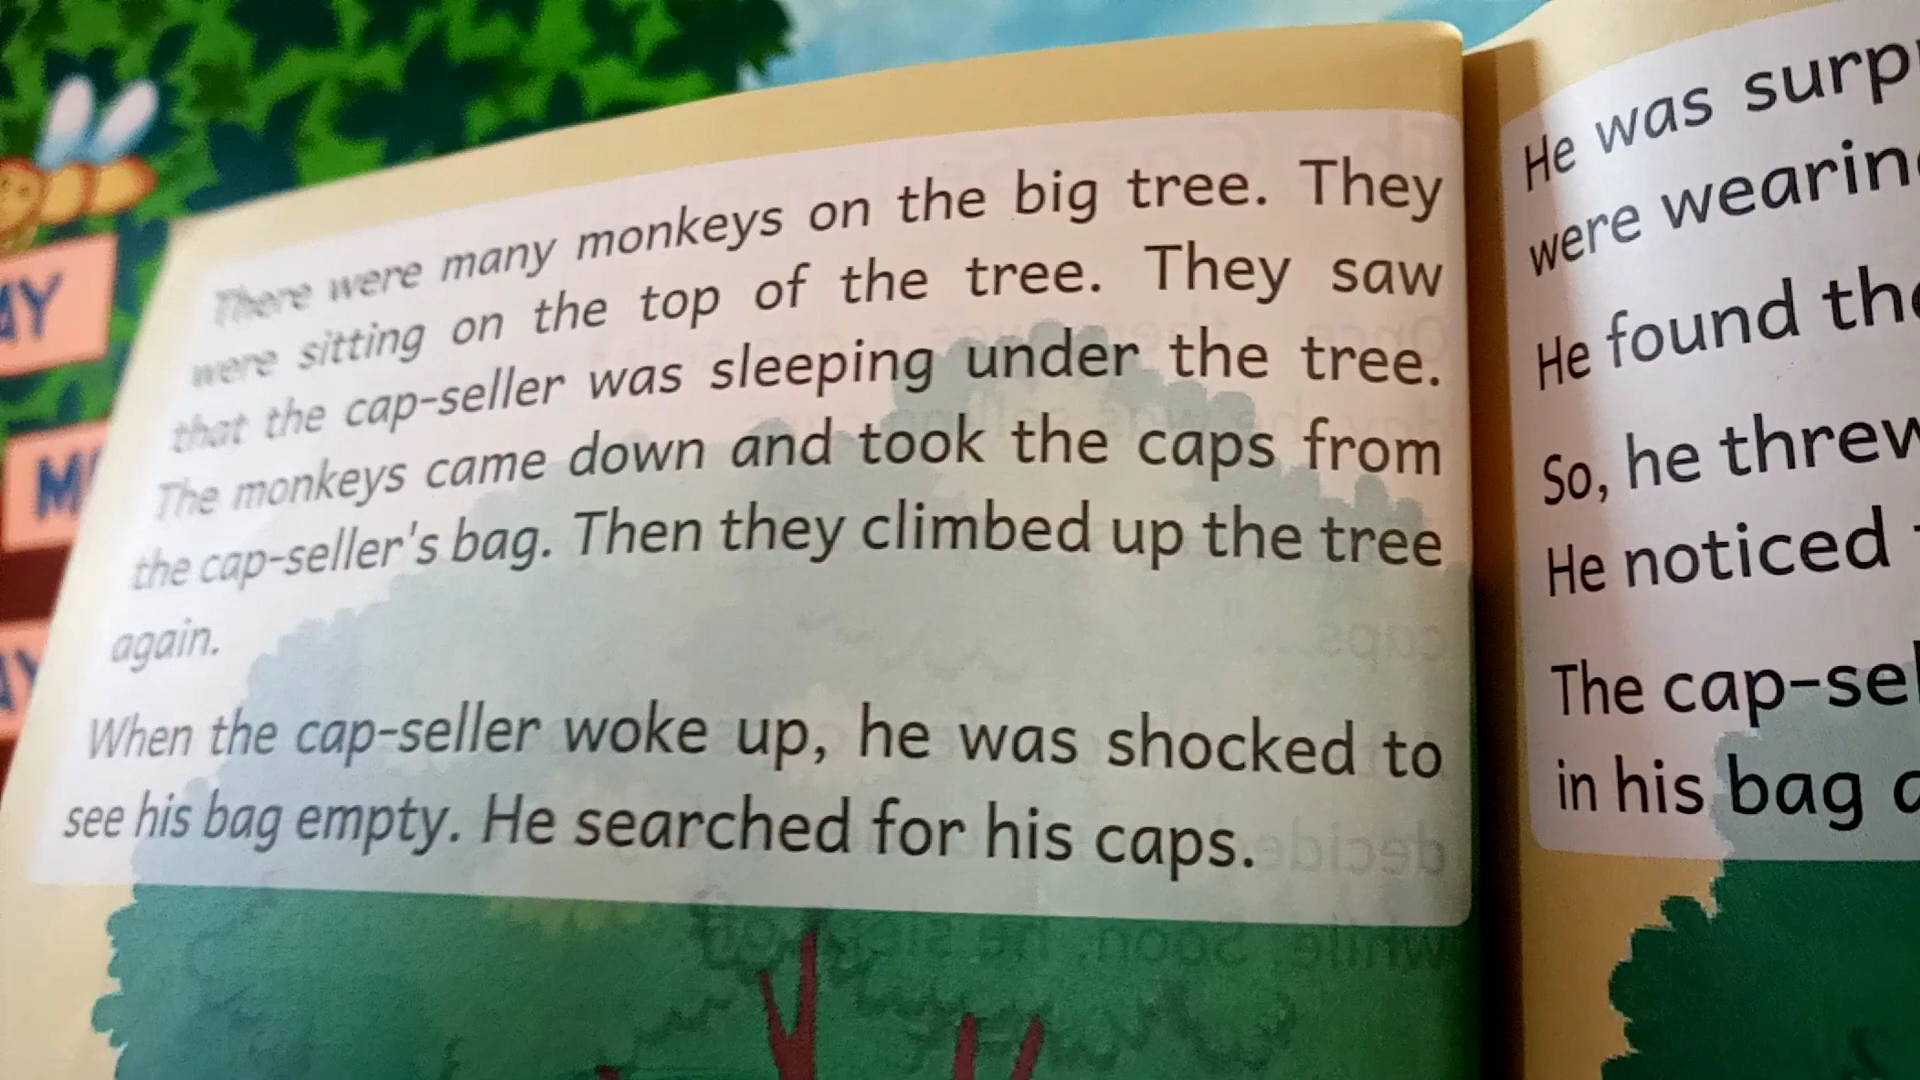 There were many monkeys on the big tree. They
were sitting on the top of the tree. They saw
that the cap-seller was sleeping under the tree.
The monkeys came down and took the caps from
the cap-seller's bag. Then they climbed up the tree
again.
When the cap-seller woke up, he was shocked to
see his bag empty. He searched for his caps.
He was
were
He found
So, he threw
He noticed
The
in his bag